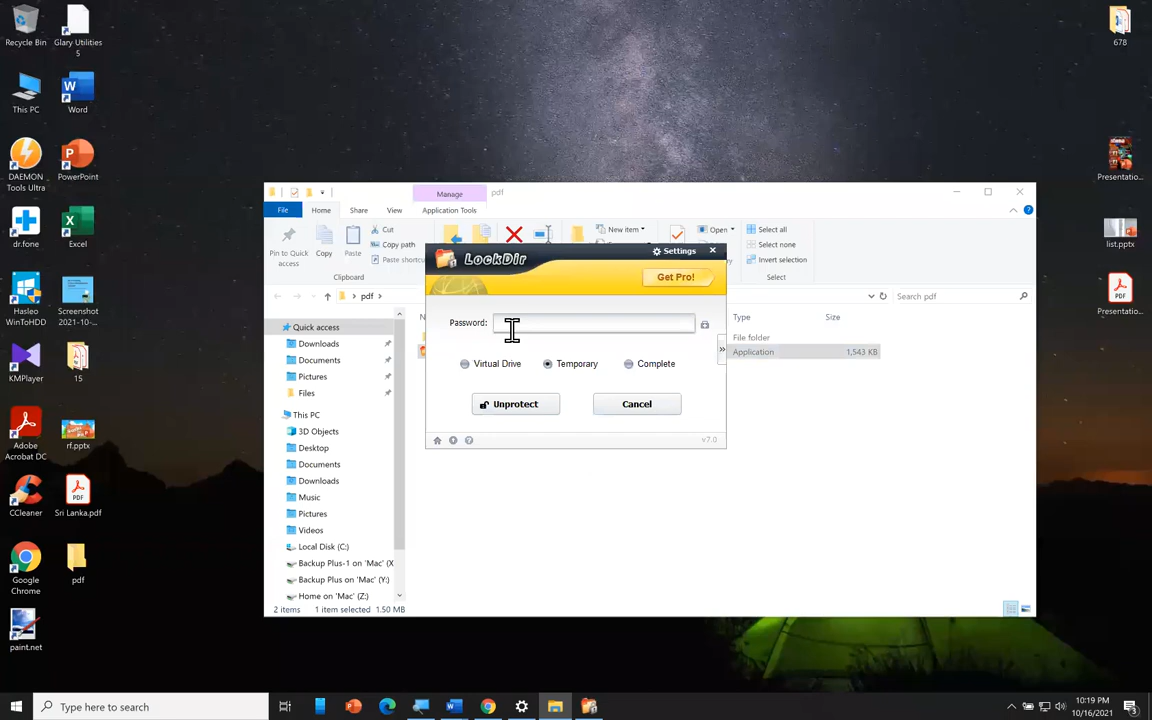 Recycle Bin
Glary Utilities
5
This PC
Word
DAEMON
Tools Ultra
PowerPoint
dr.fone
Excel
Hasleo
WinToHDD
Screenshot
2021-10-...
KMPlayer
15
Adobe
Acrobat DC
rf.pptx
CCleaner
Sri Lanka.pdf
Google
Chrome
pdf
paint.net
678
Presentatio...
list.pptx
Presentatio...
Manage
pdf
File
Home
Share
View
Application Tools
Pin to Quick
access
Copy
Paste
Cut
Copy path
Paste shortcu
Clipboard
New item
Open
Select all
Select none
Invert selection
Select
pdf
Search pdf
Quick access
Downloads
Documents
Pictures
Files
This PC
3D Objects
Desktop
Documents
Downloads
Music
Pictures
Videos
Local Disk (C:)
Backup Plus-1 on 'Mac' (X
Backup Plus on 'Mac' (Y:)
Home on 'Mac' (Z:)
Type
Size
File folder
Application
1,543 KB
2 items
1 item selected 1.50 MB
LockDir
Settings
Get Pro!
Password:
Virtual Drive
Temporary
Complete
Unprotect
Cancel
v7.0
Type here to search
10:19 PM
10/16/2021
3